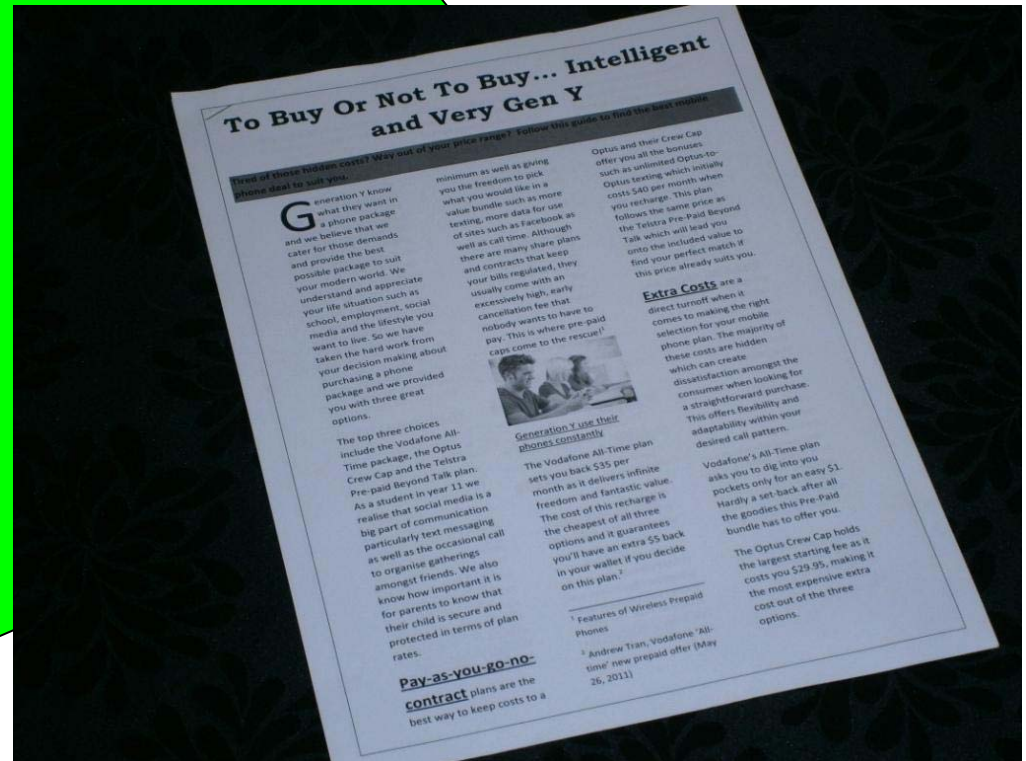 To Buy Or Not To Buy... Intelligent
and Very Gen Y
Tired of those hidden costs? Way out of your price range? Follow this guide to find the best mobile
phone deal to suit you.
Generation Y know
what they want in
a phone package
and we believe that we
cater for those demands
and provide the best
possible package to suit
your modern world. We
understand and appreciate
your life situation such as
school, employment, social
media and the lifestyle you
want to live. So we have
taken the hard work from
your decision making about
purchasing a phone
package and we provided
you with three great
options.
The top three choices
include the Vodafone All-
Time package, the Optus
Crew Cap and the Telstra
Pre-paid Beyond Talk plan.
As a student in year 11 we
realise that social media is a
big part of communication
particularly text messaging
as well as the occasional call
to organise gatherings
amongst friends. We also
know how important it is
for parents to know that
their child is secure and
protected in terms of plan
rates.
Pay-as-you-go-no-
contract plans are the
best way to keep costs to a
minimum as well as giving
you the freedom to pick
what you would like in a
value bundle such as more
texting, more data for use
of sites such as Facebook as
well as call time. Although
there are many share plans
and contracts that keep
your bills regulated, they
usually come with an
excessively high, early
cancellation fee that
nobody wants to have to
pay. This is where pre-paid
caps come to the rescue!¹
Generation Y use their
phones constantly
The Vodafone All-Time plan
sets you back $35 per
month as it delivers infinite
freedom and fantastic value.
The cost of this recharge is
the cheapest of all three
options and it guarantees
you'll have an extra $5 back
in your wallet if you decide
on this plan.²
¹ Features of Wireless Prepaid
Phones
² Andrew Tran, Vodafone 'All-
time' new prepaid offer (May
26, 2011)
Optus and their Crew Cap
offer you all the bonuses
such as unlimited Optus-to-
Optus texting which initially
costs $40 per month when
you recharge. This plan
follows the same price as
the Telstra Pre-Paid Beyond
Talk which will lead you
onto the included value to
find your perfect match if
this price already suits you.
Extra Costs are a
direct turnoff when it
comes to making the right
selection for your mobile
phone plan. The majority of
these costs are hidden
which can create
dissatisfaction amongst the
consumer when looking for
a straightforward purchase.
This offers flexibility and
adaptability within your
desired call pattern.
Vodafone's All-Time plan
asks you to dig into you
pockets only for an easy $1.
Hardly a set-back after all
the goodies this Pre-Paid
bundle has to offer you.
The Optus Crew Cap holds
the largest starting fee as it
costs you $29.95, making it
the most expensive extra
cost out of the three
options.